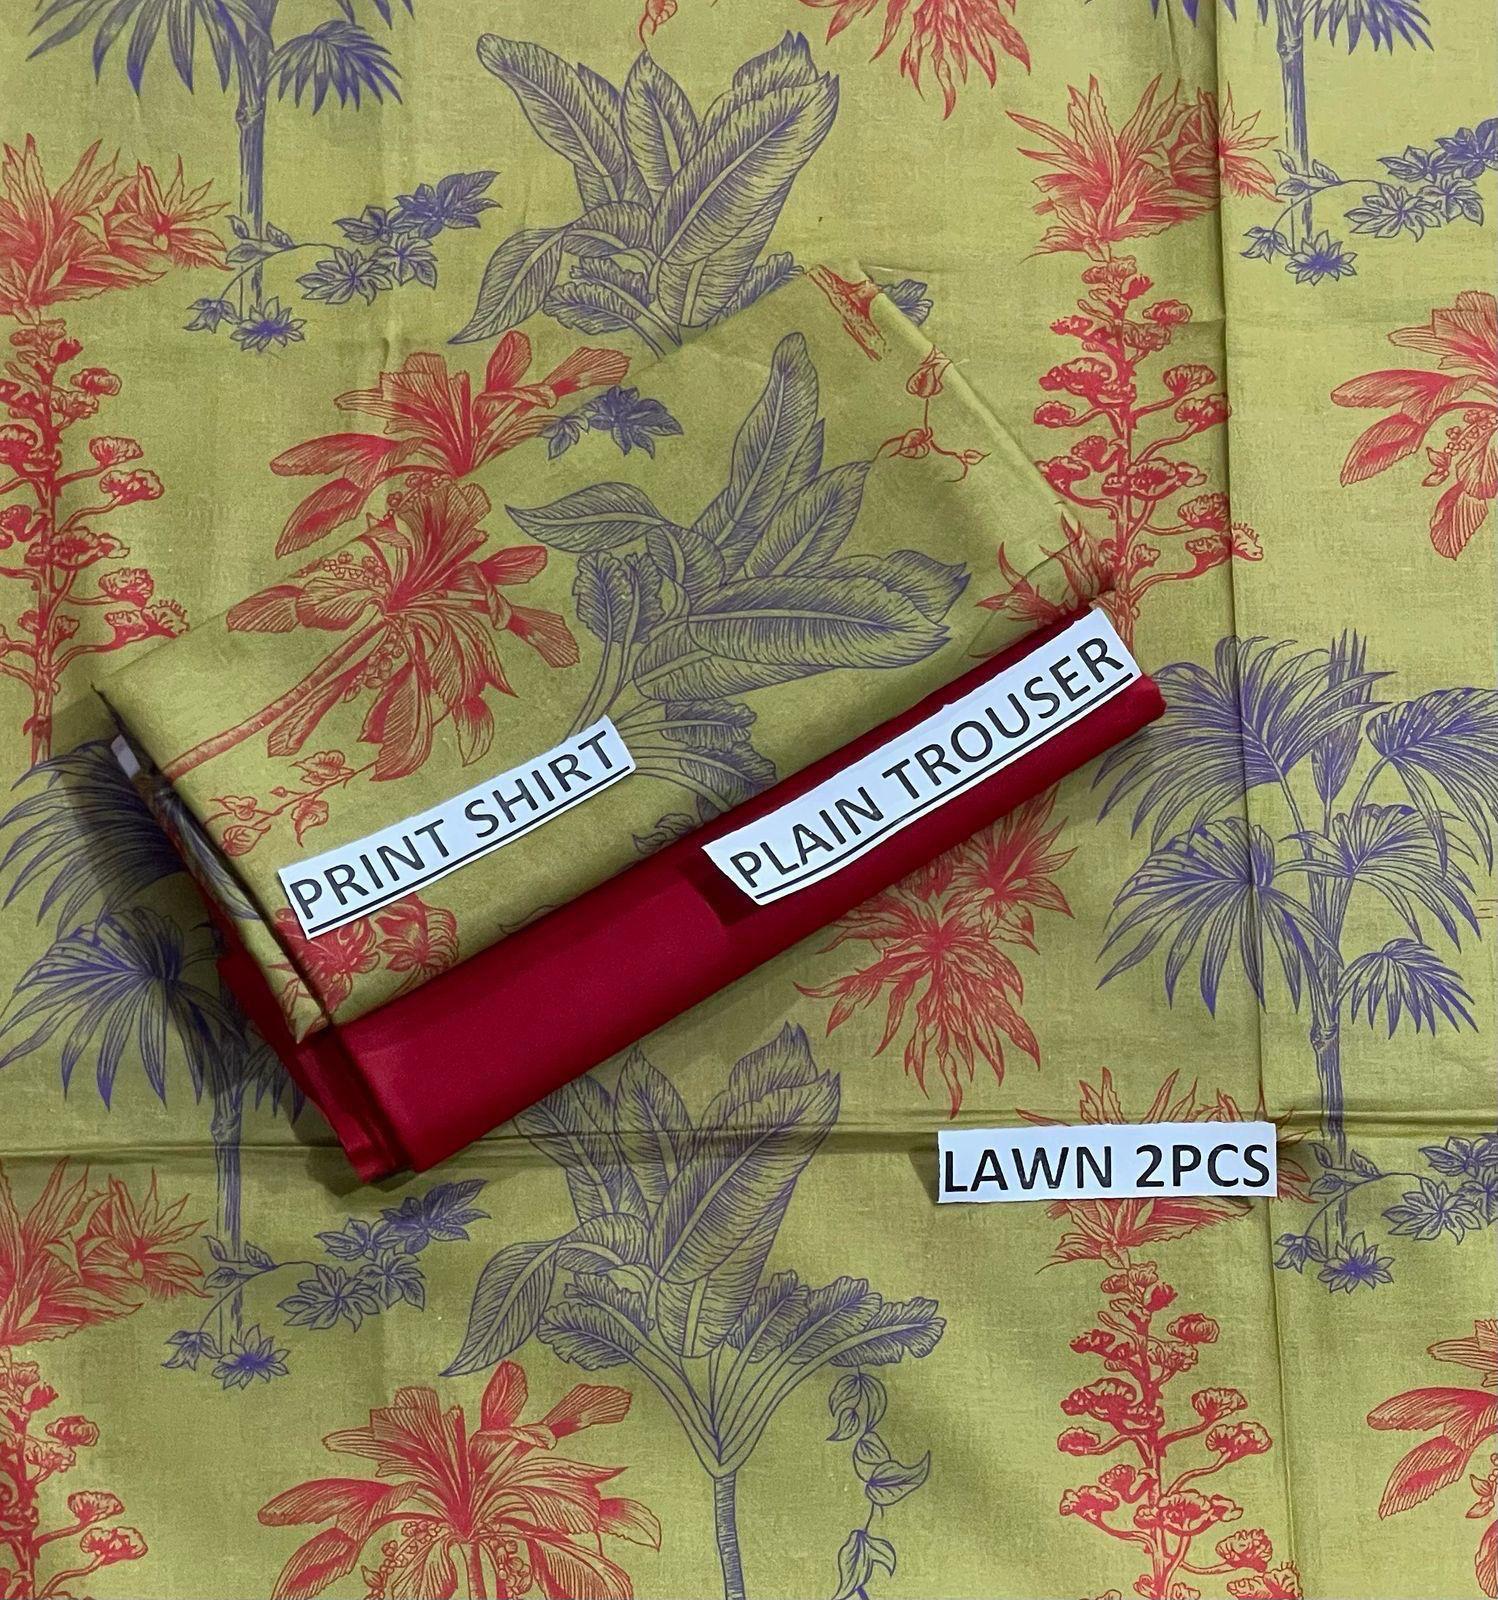 PRINT SHIRT
PLAIN TROUSER
LAWN 2PCS